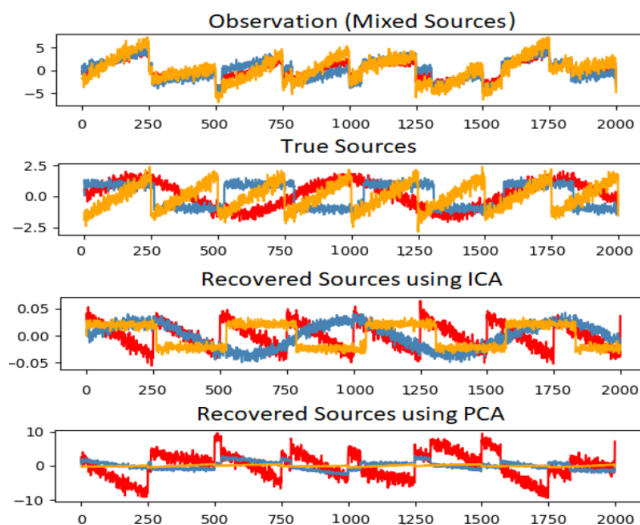 Observation (Mixed Sources)
5
0
−5
0 250 500 750 1000 1250 1500 1750 2000
True Sources
2.5
0.0
−2.5
0 250 500 750 1000 1250 1500 1750 2000
Recovered Sources using ICA
0.05
0.00
−0.05
0 250 500 750 1000 1250 1500 1750 2000
Recovered Sources using PCA
10
0
−10
0 250 500 750 1000 1250 1500 1750 2000